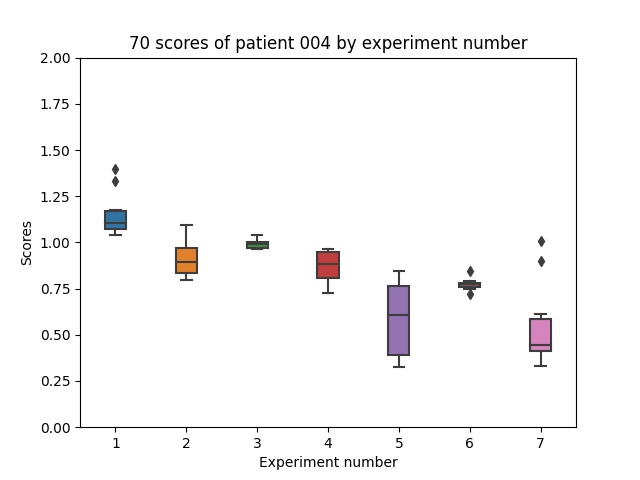 70 scores of patient 004 by experiment number
2.00
1.75
1.50
1.25
1.00
0.75
0.50
0.25
0.00
Scores
1 2 3 4 5 6 7
Experiment number